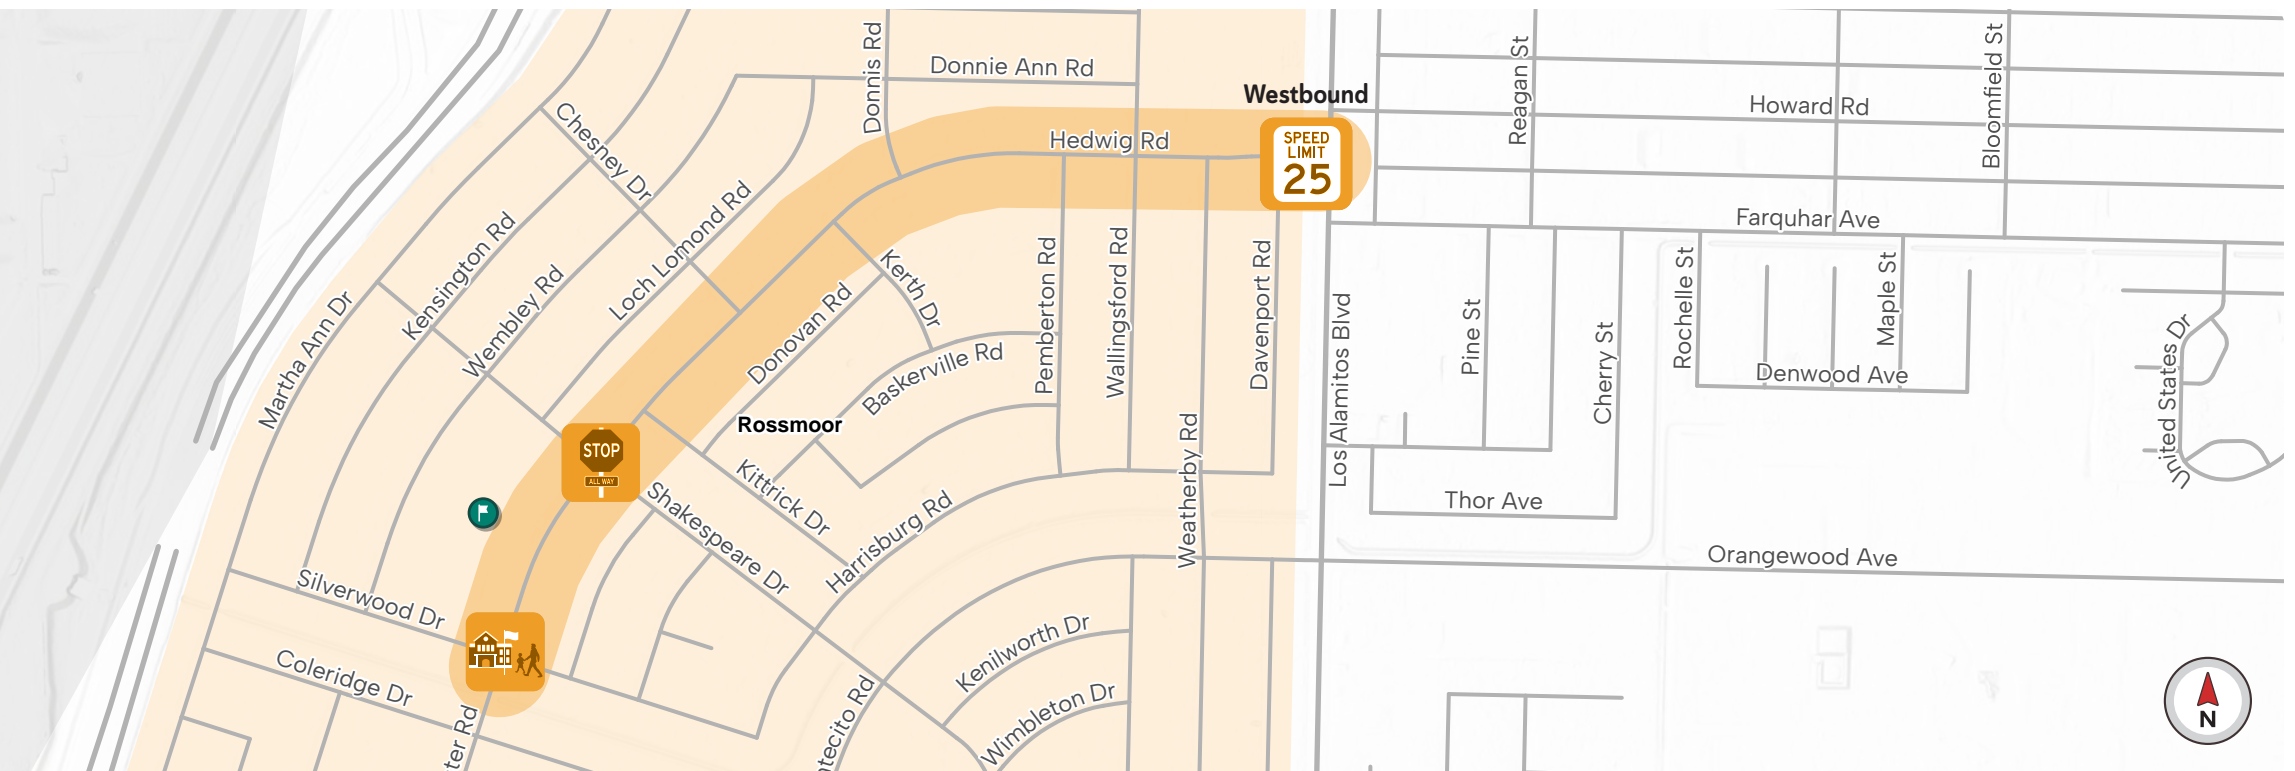 Donnis Rd
Donnie Ann Rd
Westbound
Reagan St
Bloomfield St
Howard Rd
Chesney Dr
Hedwig Rd
SPEED
LIMIT
25
Farquhar Ave
Kensington Rd
Loch Lomond Rd
Wembley Rd
Martha Ann Dr
Kerth Dr
Donovan Rd
Pemberton Rd
Wallingsford Rd
Davenport Rd
Los Alamitos Blvd
Pine St
Cherry St
Rochelle St
Maple St
Denwood Ave
United States Dr
Baskerville Rd
Rossmoor
STOP
ALL WAY
Kittrick Dr
Shakespeare Dr
Harrisburg Rd
Weatherby Rd
Thor Ave
Orangewood Ave
Silverwood Dr
Coleridge Dr
Kenilworth Dr
Wimbleton Dr
ter Rd
tecito Rd
N